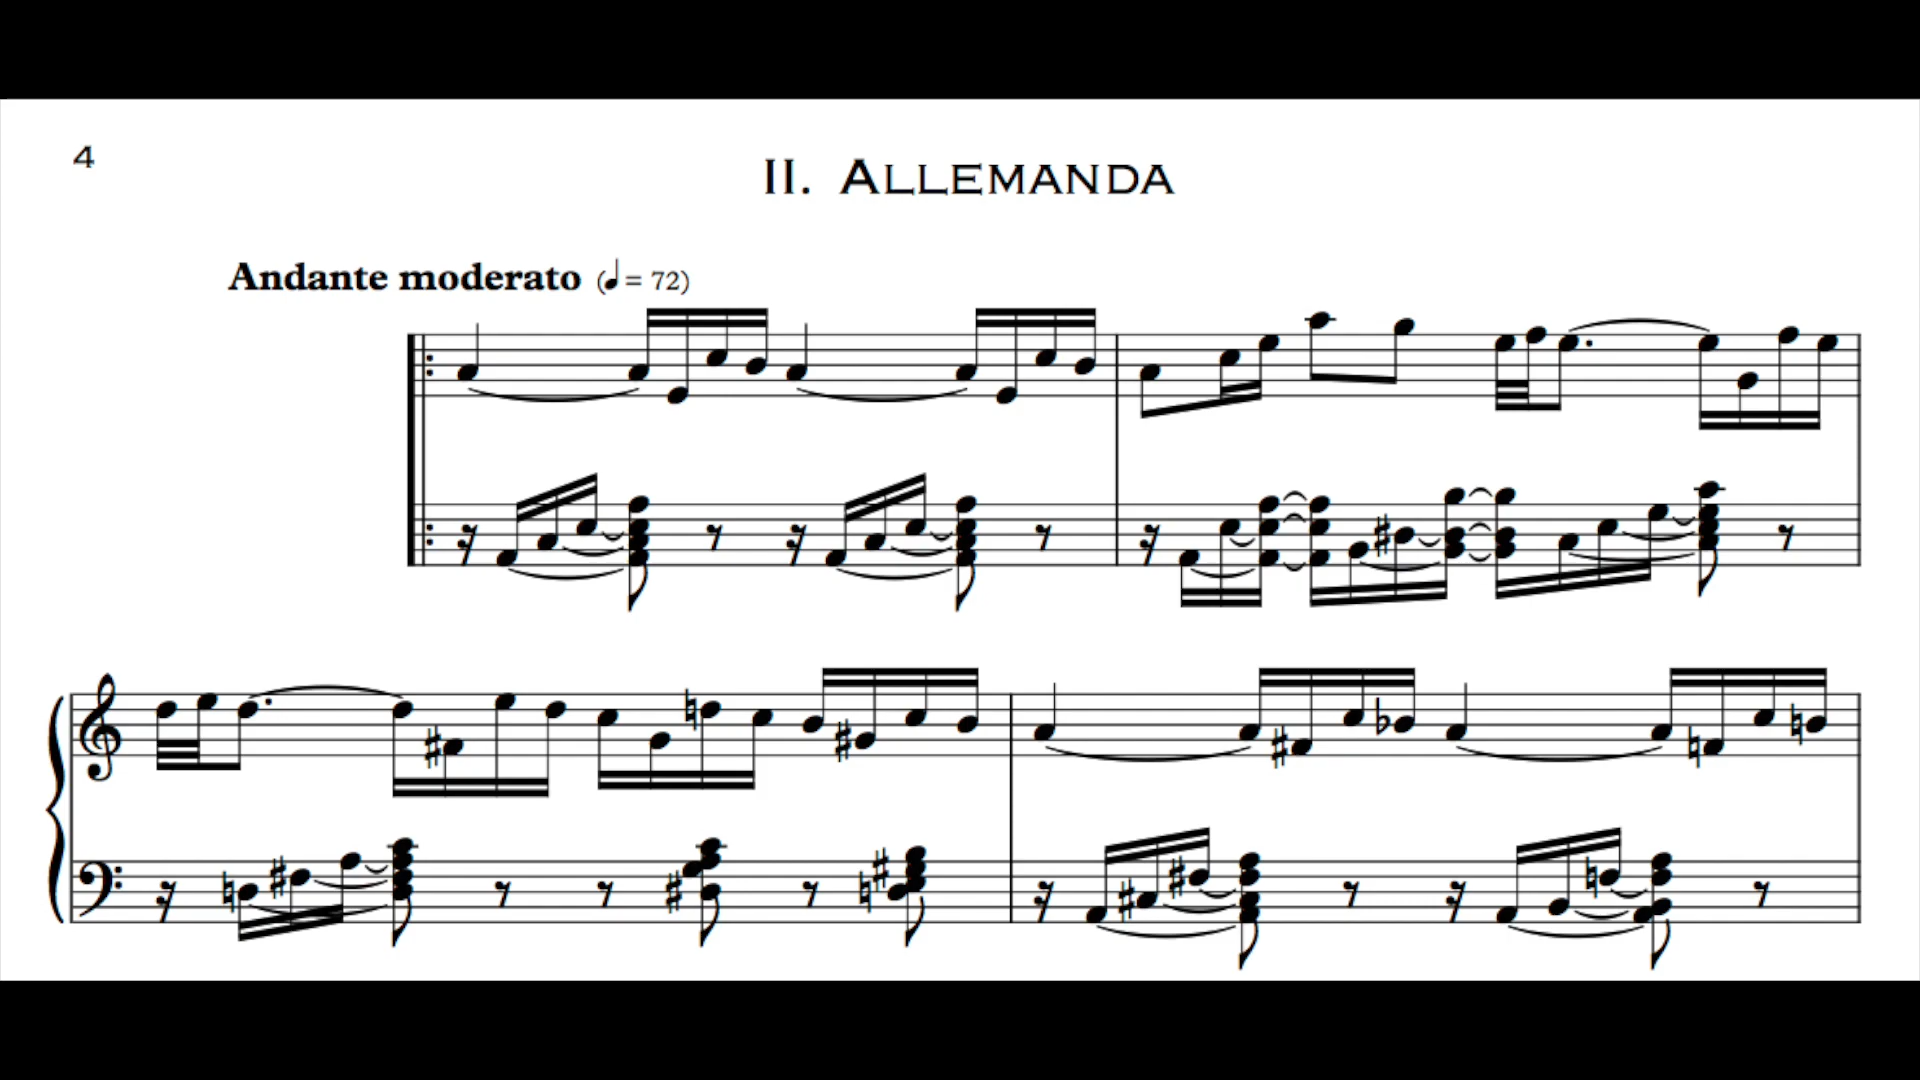 4
II. ALLEMANDA
Andante moderato (♩ = 72)